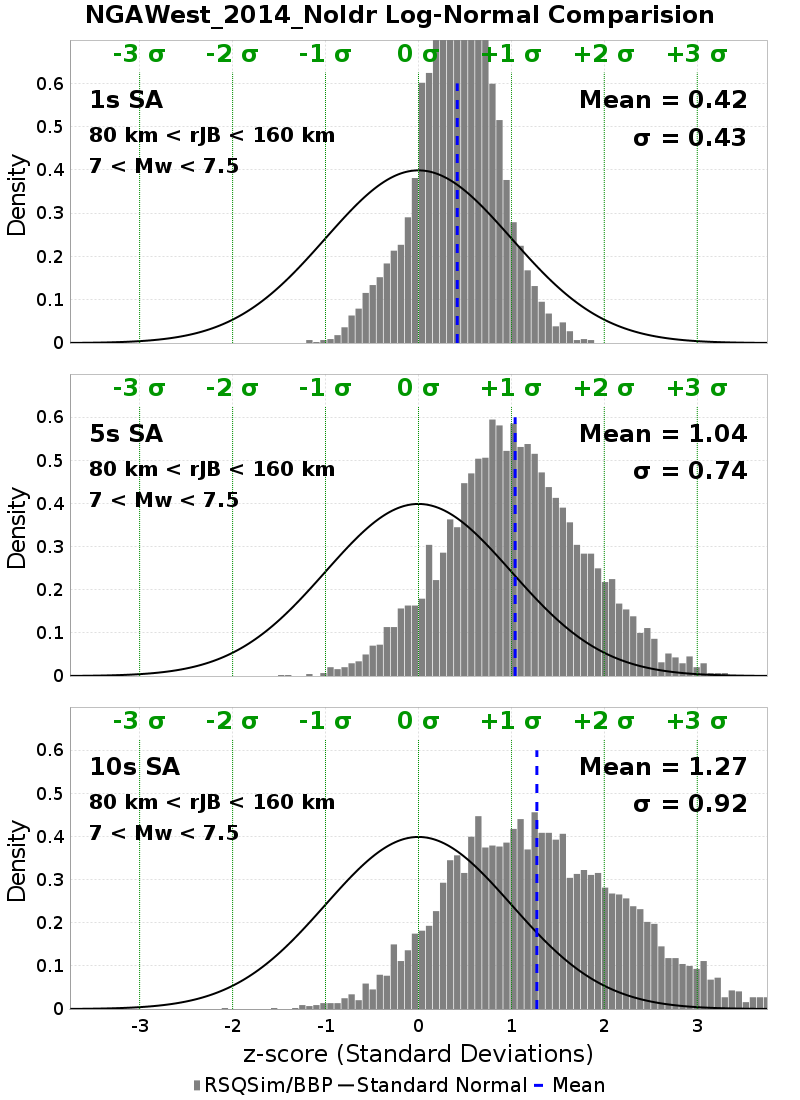 NGAWest_2014_NoIdr Log-Normal Comparision
-3 σ -2 σ -1 σ 0 σ +1 σ +2 σ +3 σ
0.6
1s SA Mean = 0.42
0.5
80 km < rJB < 160 km σ = 0.43
7 < Mw < 7.5
0.4
0.3
0.2
0.1
0
Density
-3 σ -2 σ -1 σ 0 σ +1 σ +2 σ +3 σ
0.6
5s SA Mean = 1.04
0.5
80 km < rJB < 160 km σ = 0.74
7 < Mw < 7.5
0.4
0.3
0.2
0.1
0
Density
-3 σ -2 σ -1 σ 0 σ +1 σ +2 σ +3 σ
0.6
10s SA Mean = 1.27
0.5
80 km < rJB < 160 km σ = 0.92
7 < Mw < 7.5
0.4
0.3
0.2
0.1
0
Density
-3 -2 -1 0 1 2 3
z-score (Standard Deviations)
RSQSim/BBP Standard Normal Mean